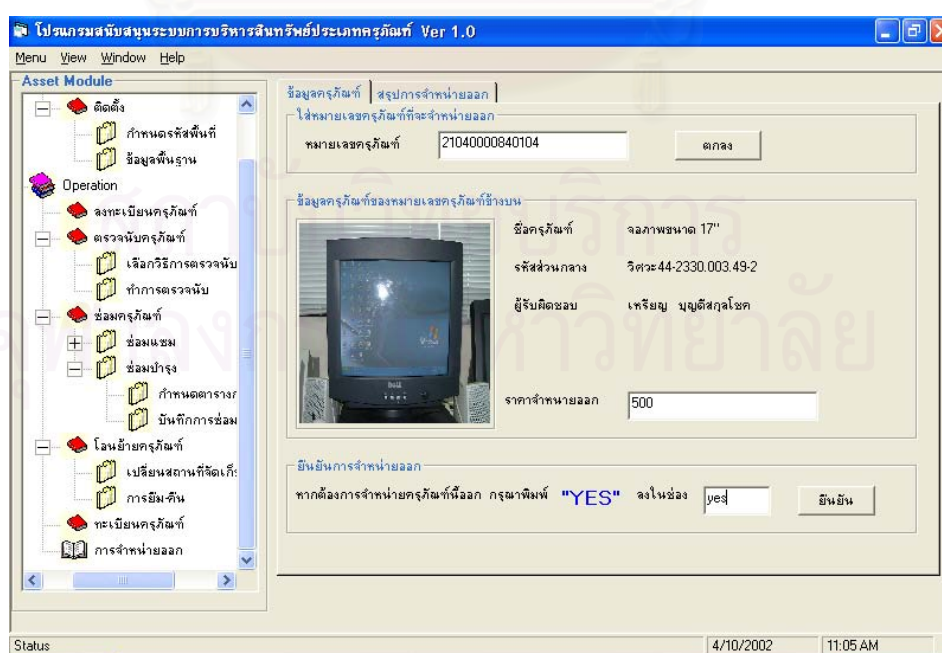 โปรแกรมสนับสนุนระบบการบริหารสินทรัพย์ประเภทครุภัณฑ์ Ver 1.0
Menu View Window Help
Asset Module
ติดตั้ง
กำหนดรหัสพื้นที่
ข้อมูลพื้นฐาน
Operation
ลงทะเบียนครุภัณฑ์
ตรวจนับครุภัณฑ์
เลือกวิธีการตรวจนับ
ทำการตรวจนับ
ซ่อมครุภัณฑ์
ซ่อมแซม
ซ่อมบำรุง
กำหนดตาราง
บันทึกการซ่อม
โอนย้ายครุภัณฑ์
เปลี่ยนสถานที่จัดเก็
การยืม-คืน
ทะเบียนครุภัณฑ์
การจำหน่ายออก
ข้อมูลครุภัณฑ์ สรุปการจำหน่ายออก
ใส่หมายเลขครุภัณฑ์ที่จะจำหน่ายออก
หมายเลขครุภัณฑ์ 21040000840104 ตกลง
ข้อมูลครุภัณฑ์ของหมายเลขครุภัณฑ์ข้างบน
ชื่อครุภัณฑ์ จอภาพขนาด 17"
รหัสส่วนกลาง วิศวะ44-2330.003.49-2
ผู้รับผิดชอบ เหรียญ บุญดีสกุลโชค
DELL
ราคาจำหน่ายออก 500
ยืนยันการจำหน่ายออก
หากต้องการจำหน่ายครุภัณฑ์นี้ออก กรุณาพิมพ์ "YES" ลงในช่อง yes ยืนยัน
Status 4/10/2002 11:05 AM